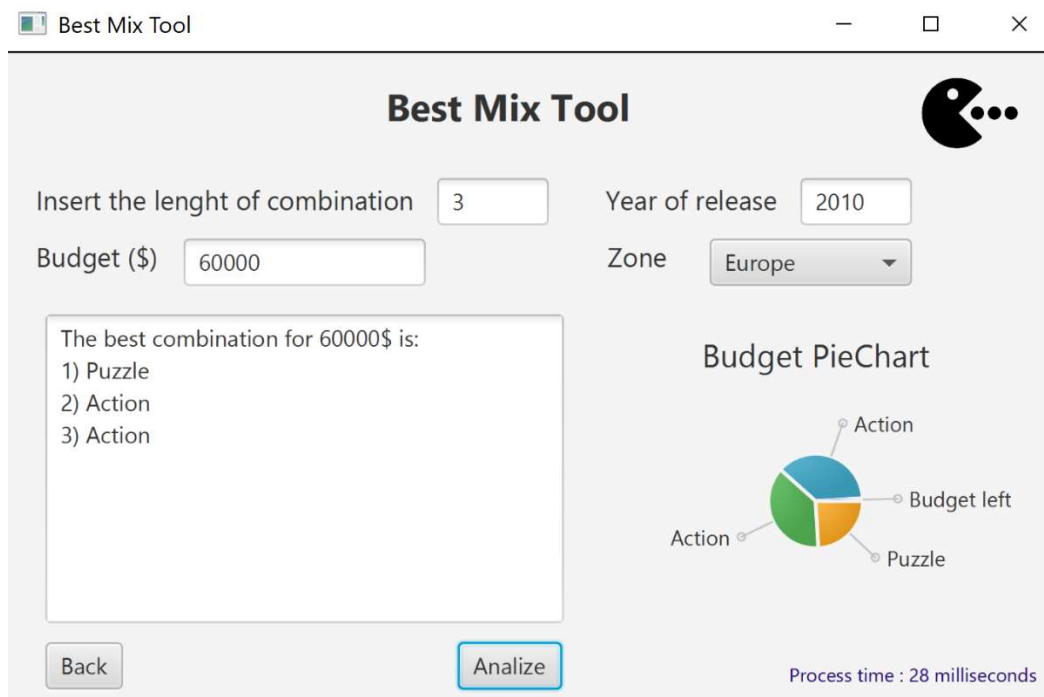 Best Mix Tool
Best Mix Tool
Insert the lenght of combination 3 Year of release 2010
Budget ($) 60000 Zone Europe
The best combination for 60000$ is:
1) Puzzle
2) Action
3) Action
Budget PieChart
Action
Budget left
Action
Puzzle
Back Analize
Process time : 28 milliseconds